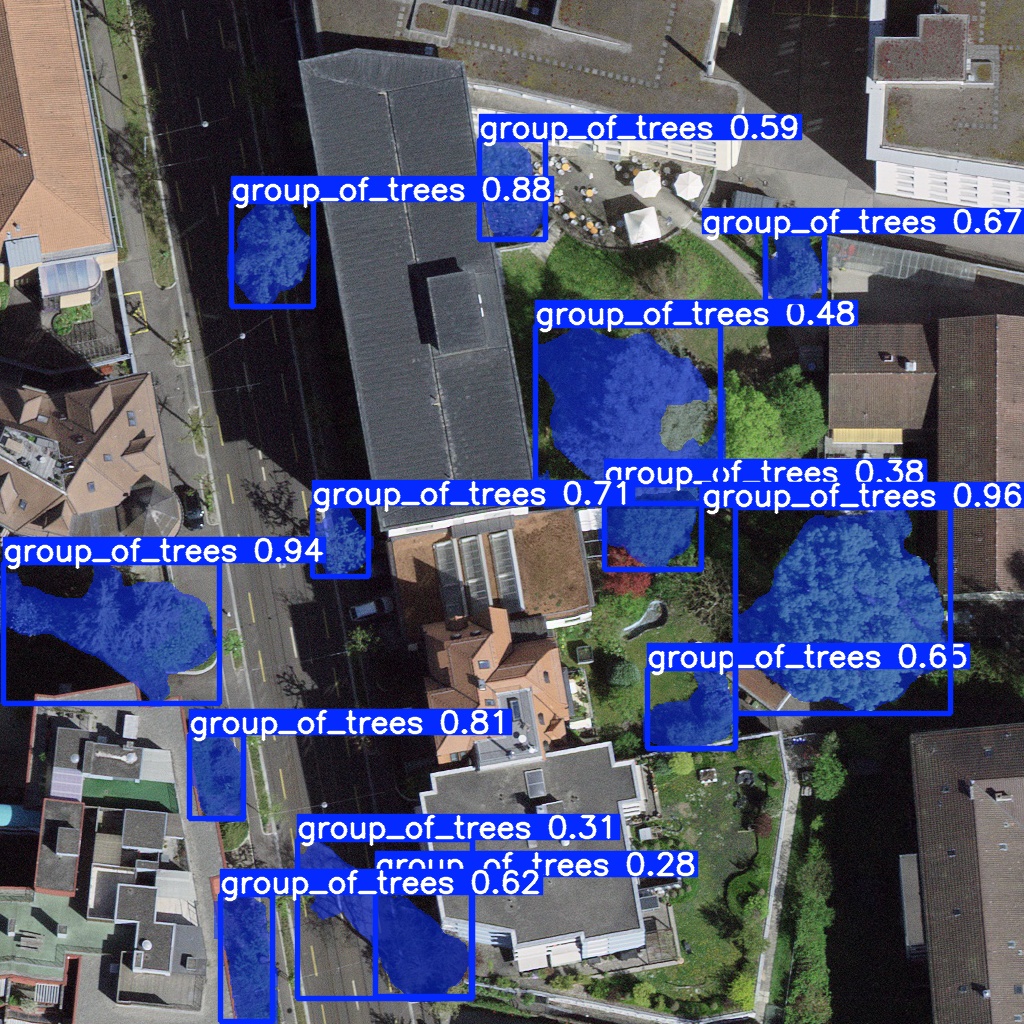 group_of_trees 0.59
group_of_trees 0.88
group_of_trees 0.67
group_of_trees 0.48
group_of_trees 0.38
group_of_trees 0.71
group_of_trees 0.96
group_of_trees 0.94
group_of_trees 0.65
group_of_trees 0.81
group_of_trees 0.31
group_of_trees 0.28
group_of_trees 0.62